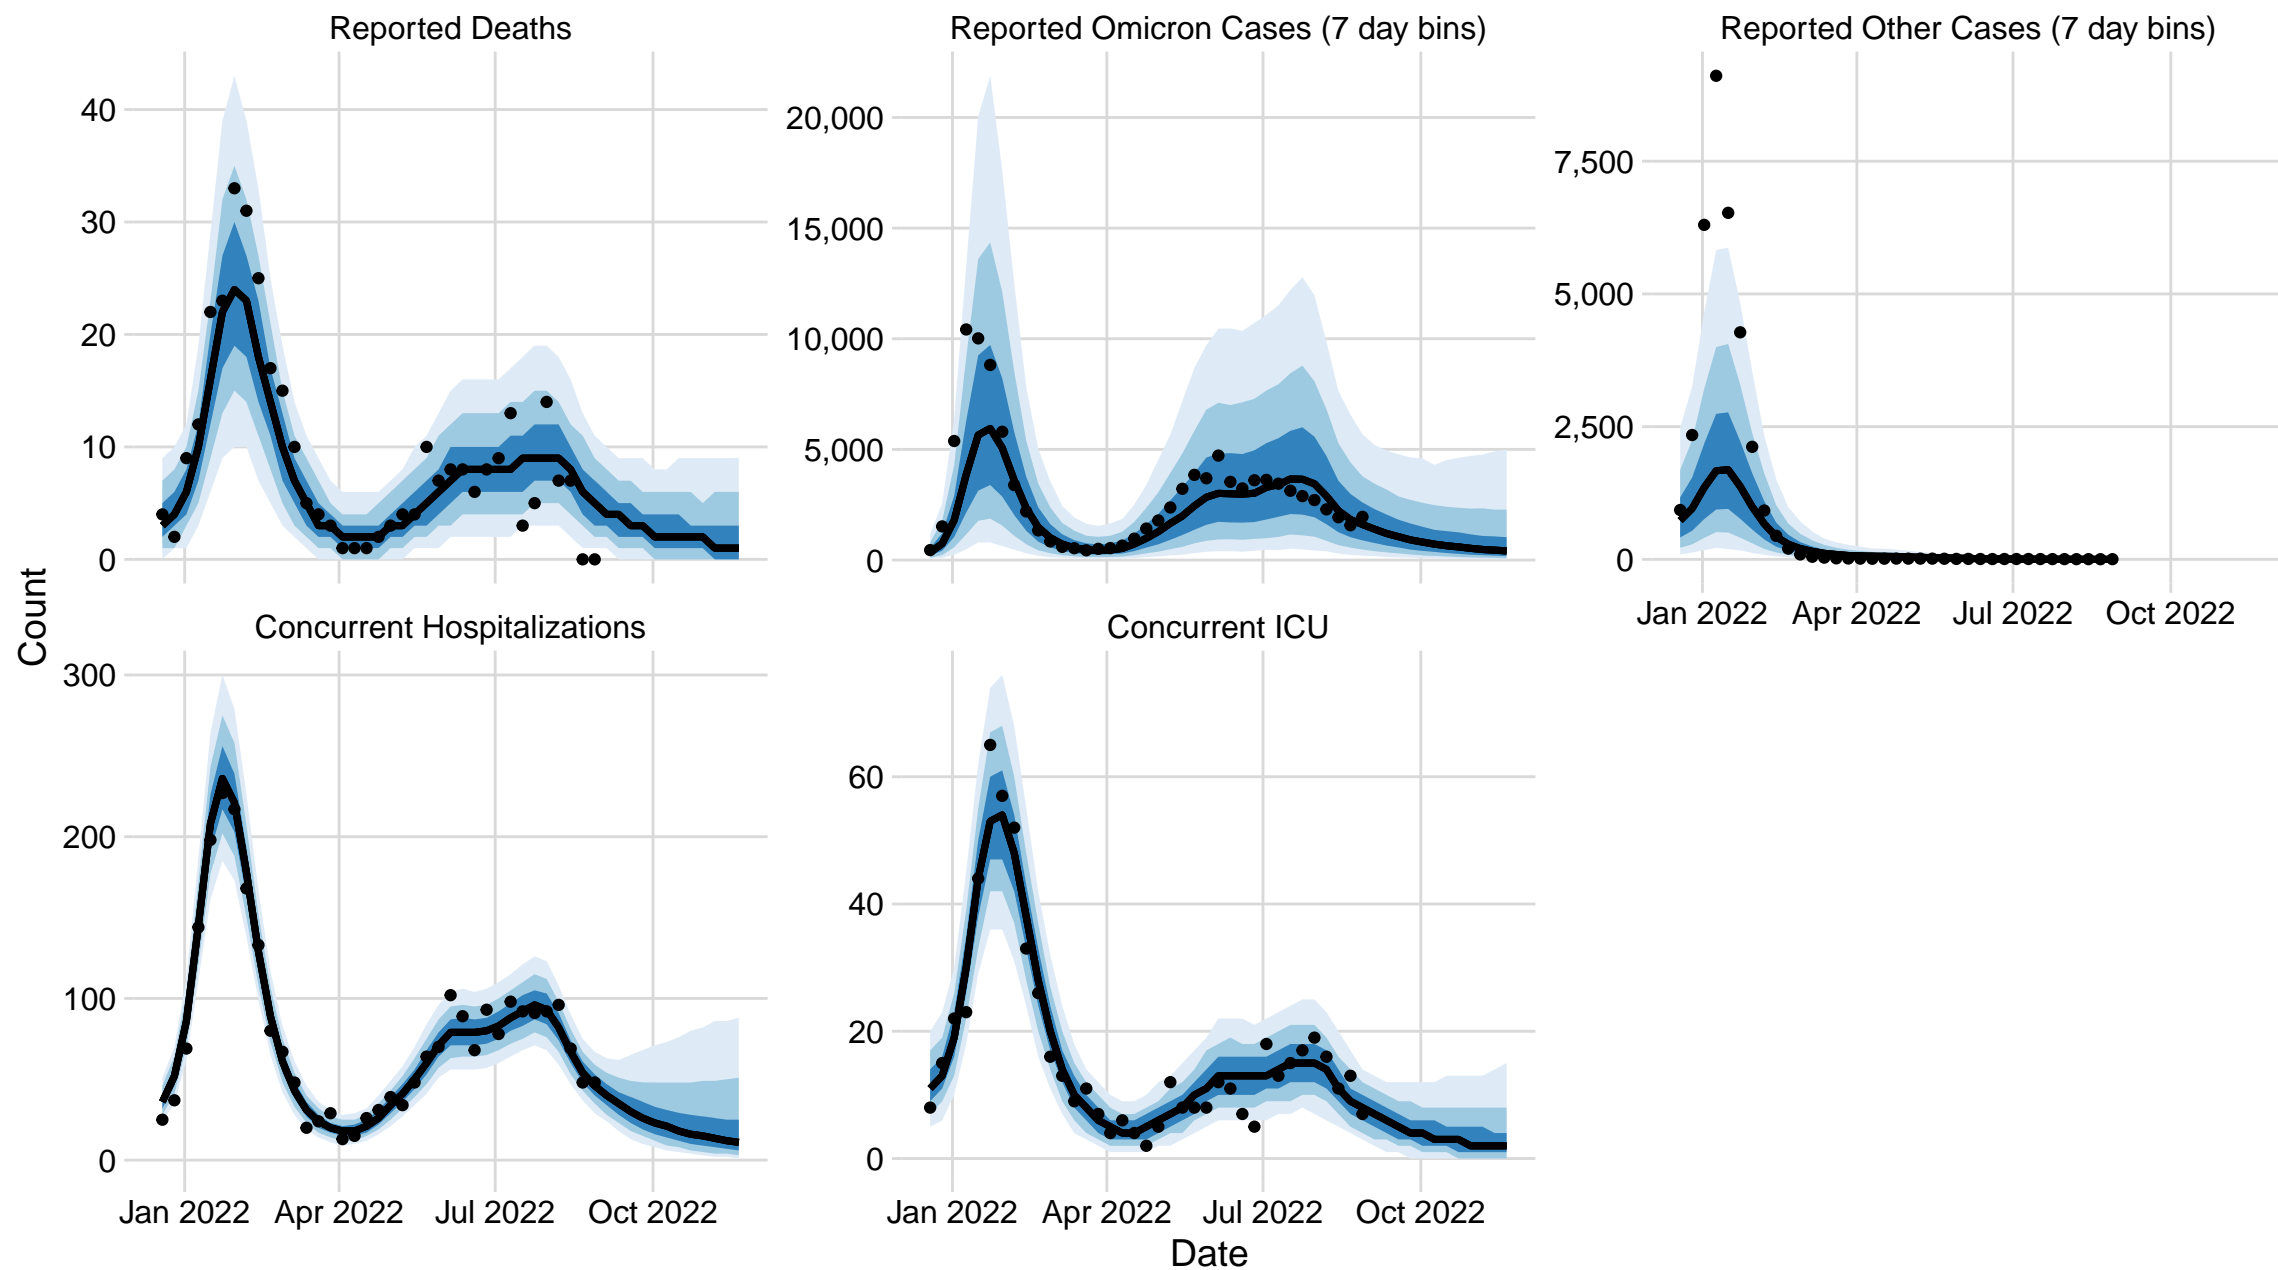 Reported Deaths
Reported Omicron Cases (7 day bins)
Reported Other Cases (7 day bins)
40
30
20
10
0
20,000
15,000
10,000
5,000
0
7,500
5,000
2,500
0
Jan 2022 Apr 2022 Jul 2022 Oct 2022
Count
Concurrent Hospitalizations
Concurrent ICU
300
200
100
0
60
40
20
0
Jan 2022 Apr 2022 Jul 2022 Oct 2022
Jan 2022 Apr 2022 Jul 2022 Oct 2022
Date